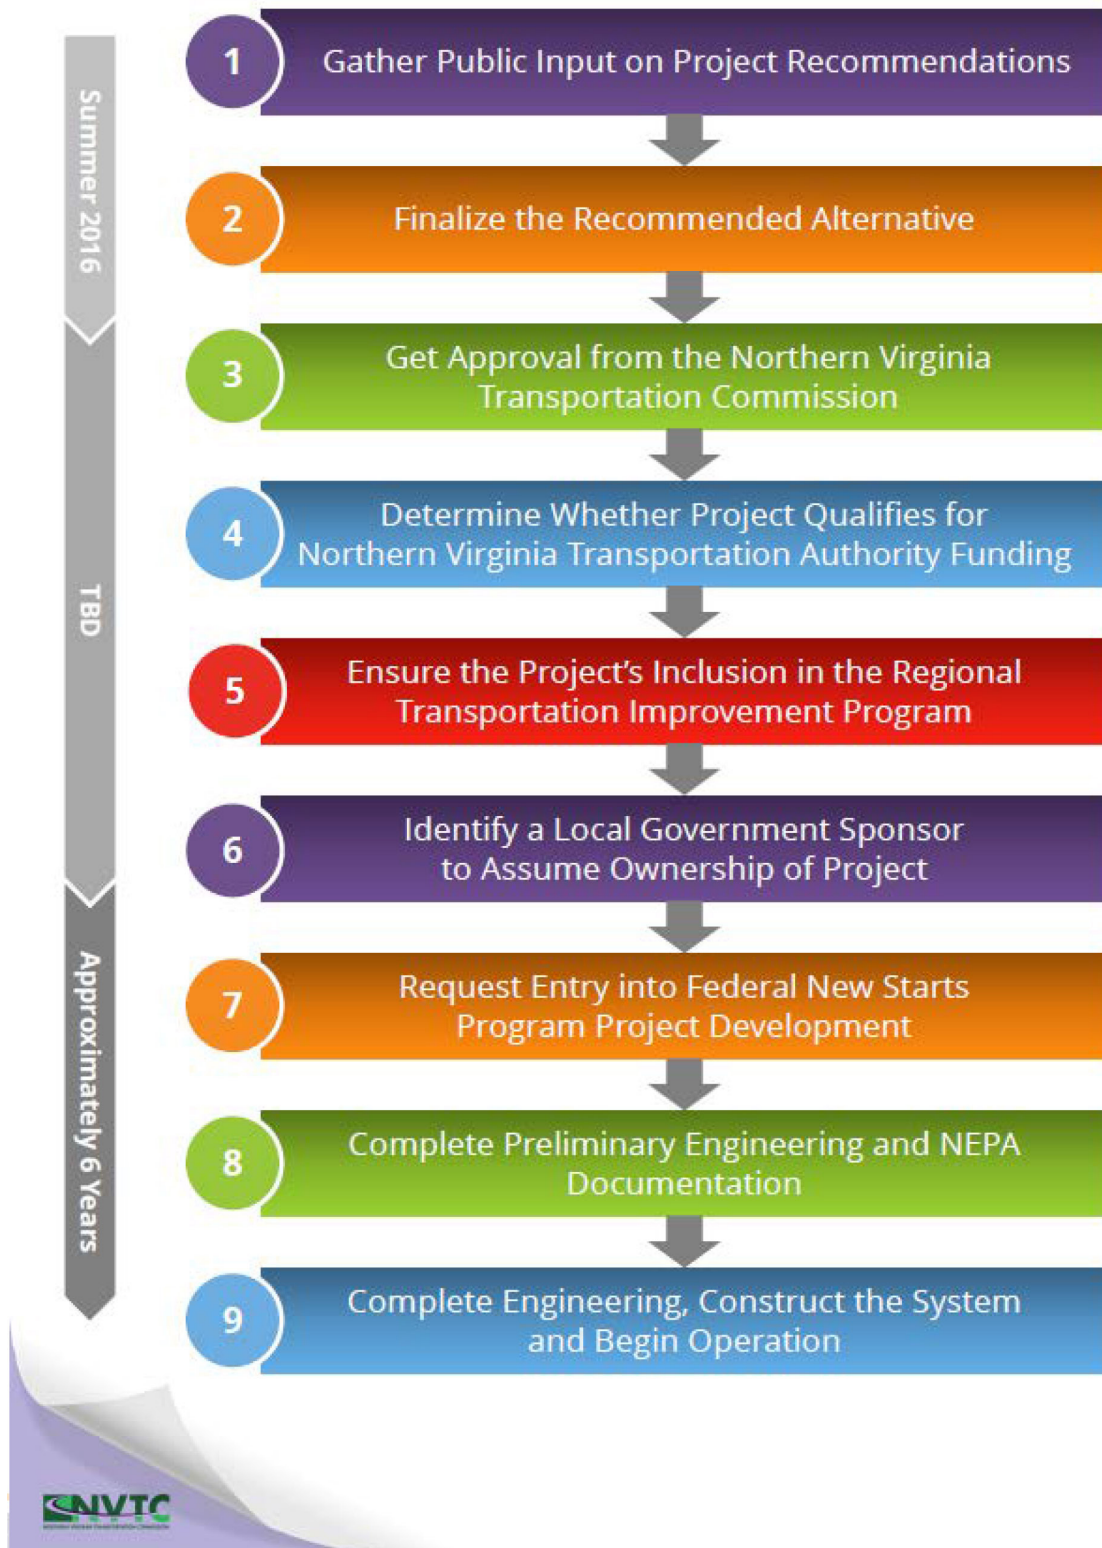 Summer 2016
TBD
Approximately 6 Years
1
Gather Public Input on Project Recommendations
2
Finalize the Recommended Alternative
3
Get Approval from the Northern Virginia
Transportation Commission
4
Determine Whether Project Qualifies for
Northern Virginia Transportation Authority Funding
5
Ensure the Project’s Inclusion in the Regional
Transportation Improvement Program
6
Identify a Local Government Sponsor
to Assume Ownership of Project
7
Request Entry into Federal New Starts
Program Project Development
8
Complete Preliminary Engineering and NEPA
Documentation
9
Complete Engineering, Construct the System
and Begin Operation
NVTC
NORTHERN VIRGINIA TRANSPORTATION COMMISSION